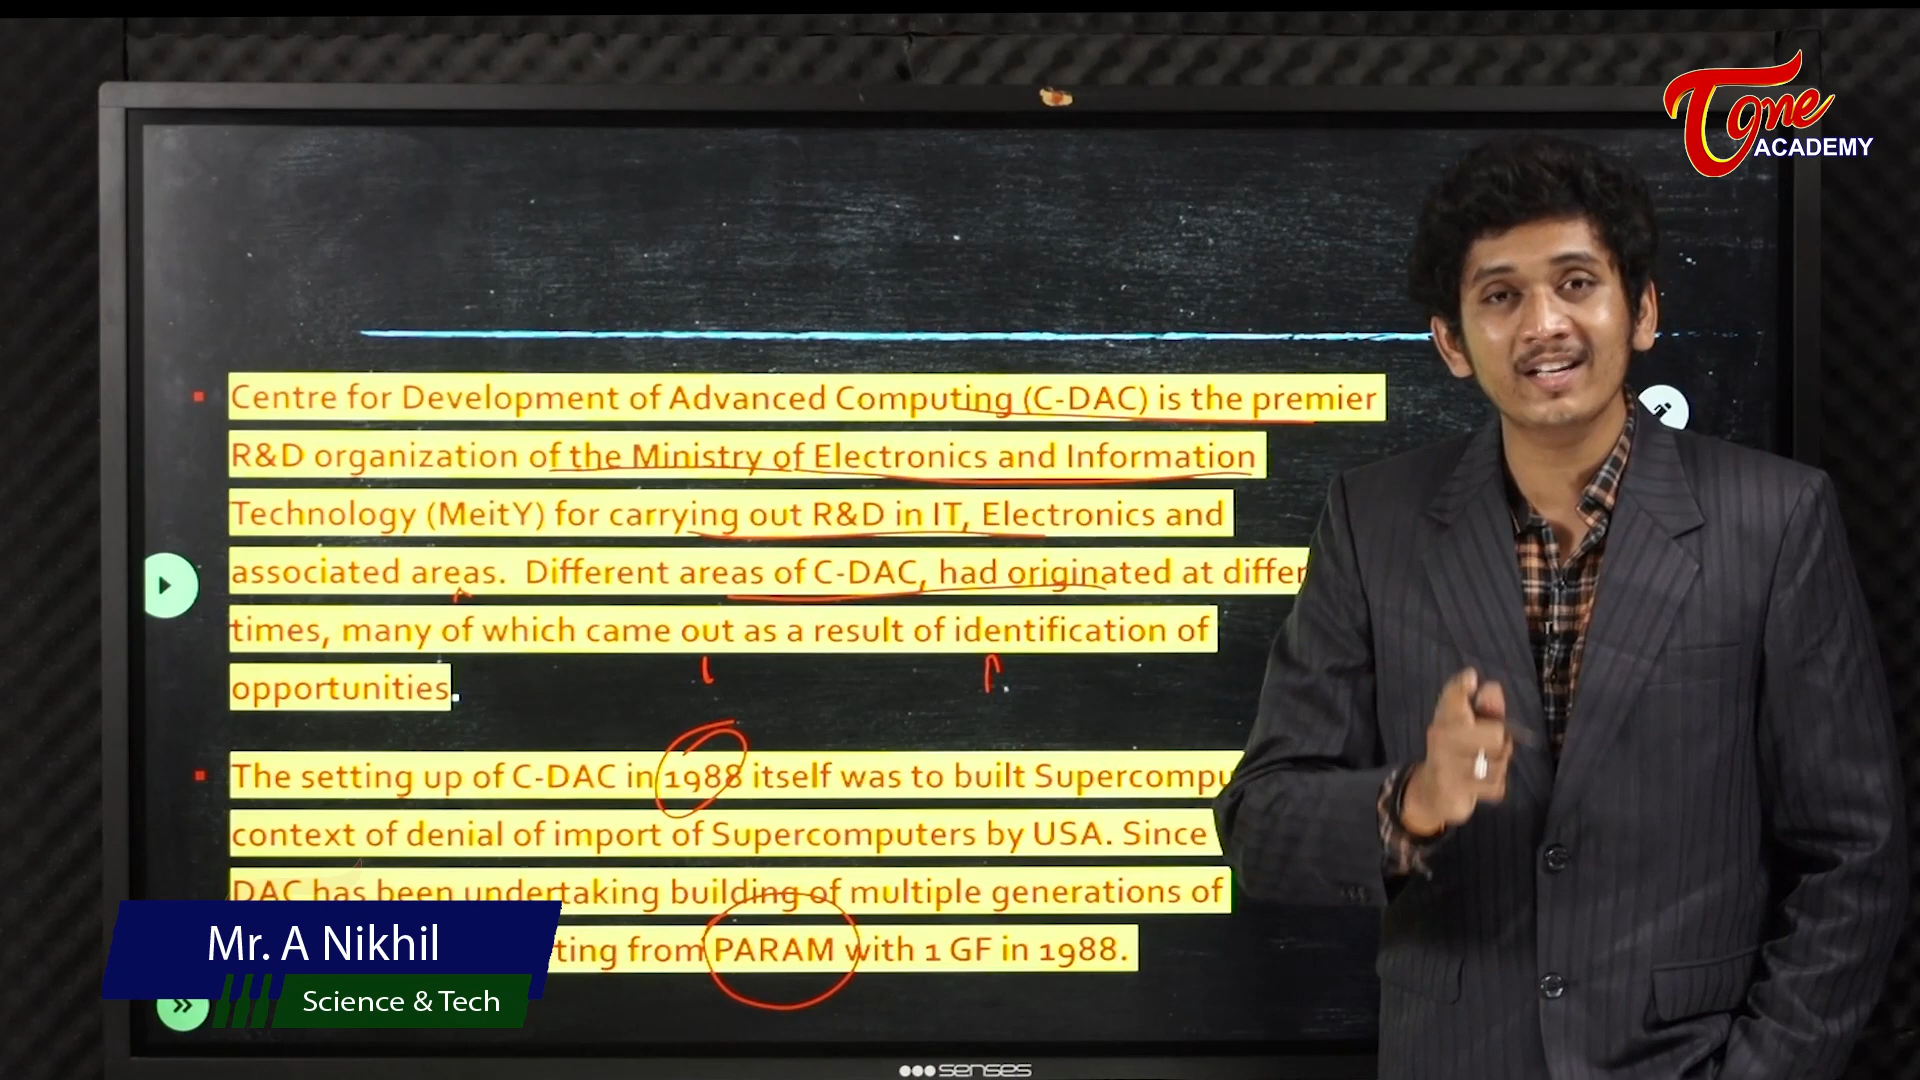 Tone
ACADEMY
Centre for Development of Advanced Computing (C-DAC) is the premier
R&D organization of the Ministry of Electronics and Information
Technology (MeitY) for carrying out R&D in IT, Electronics and
associated areas. Different areas of C-DAC, had originated at differ
times, many of which came out as a result of identification of
opportunities.
The setting up of C-DAC in 1988 itself was to built Supercompu
context of denial of import of Supercomputers by USA. Since
DAC has been undertaking building of multiple generations of
ting from PARAM with 1 GF in 1988.
Mr. A Nikhil
Science & Tech
senses